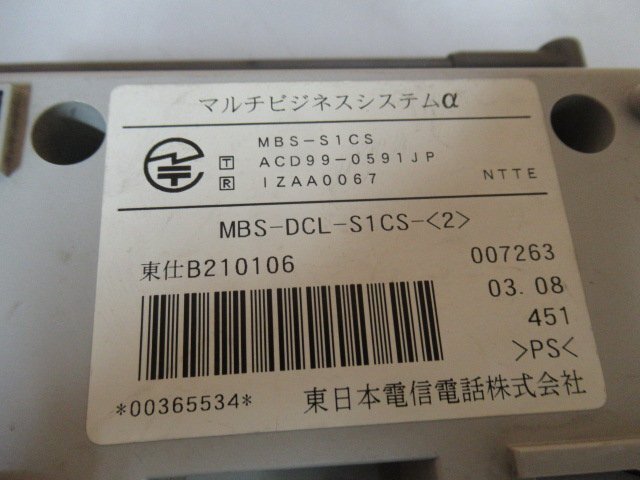 マルチビジネスシステムα
MBS-S1CS
T ACD99-0591JP
R IZAA0067 NTTE
MBS-DCL-S1CS-<2>
東仕B210106 007263
03.08
451
>PS<
*00365534* 東日本電信電話株式会社